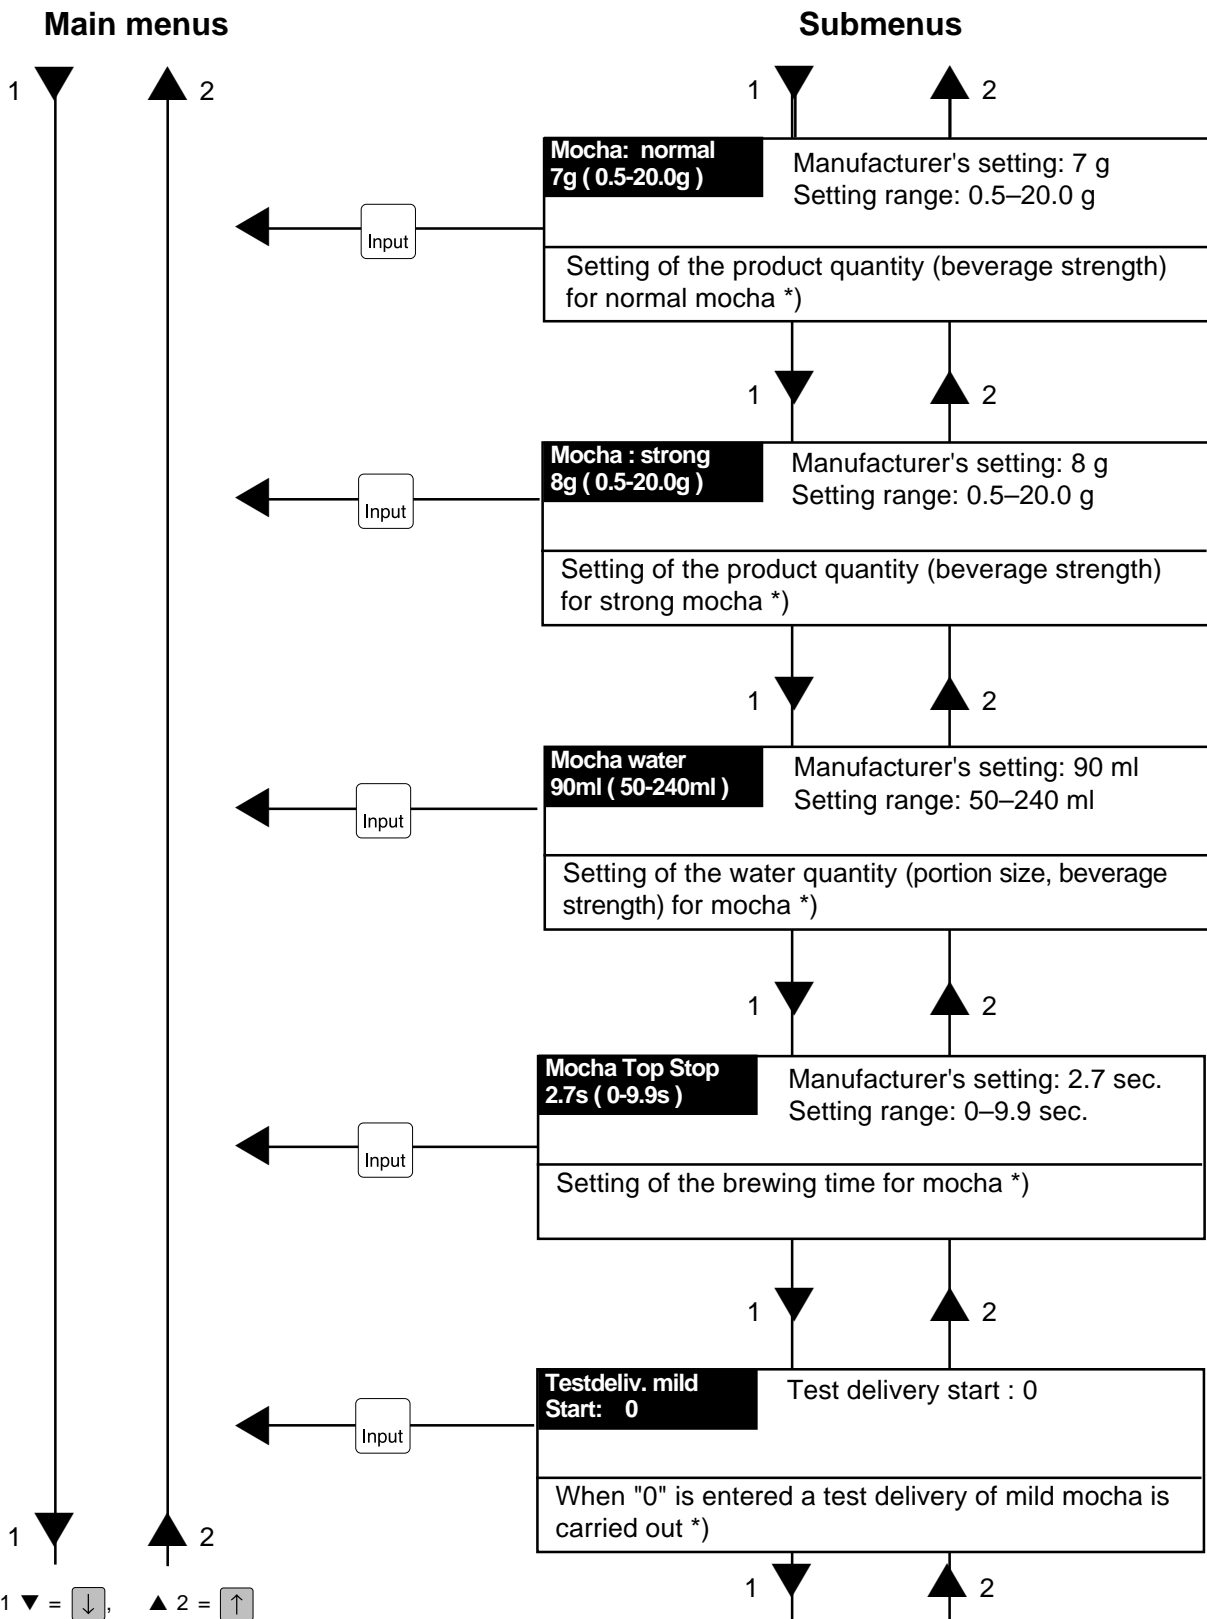 Main menus
Submenus
1 2
1 2
Mocha: normal
7g ( 0.5-20.0g )
Manufacturer's setting: 7 g
Setting range: 0.5–20.0 g
Input
Setting of the product quantity (beverage strength)
for normal mocha *)
1 2
Mocha : strong
8g ( 0.5-20.0g )
Manufacturer's setting: 8 g
Setting range: 0.5–20.0 g
Input
Setting of the product quantity (beverage strength)
for strong mocha *)
1 2
Mocha water
90ml ( 50-240ml )
Manufacturer's setting: 90 ml
Setting range: 50–240 ml
Input
Setting of the water quantity (portion size, beverage
strength) for mocha *)
1 2
Mocha Top Stop
2.7s ( 0-9.9s )
Manufacturer's setting: 2.7 sec.
Setting range: 0–9.9 sec.
Input
Setting of the brewing time for mocha *)
1 2
Testdeliv. mild
Start: 0
Test delivery start : 0
Input
When "0" is entered a test delivery of mild mocha is
carried out *)
1 2
1 2
1 ▼ = ↓, ▲ 2 = ↑